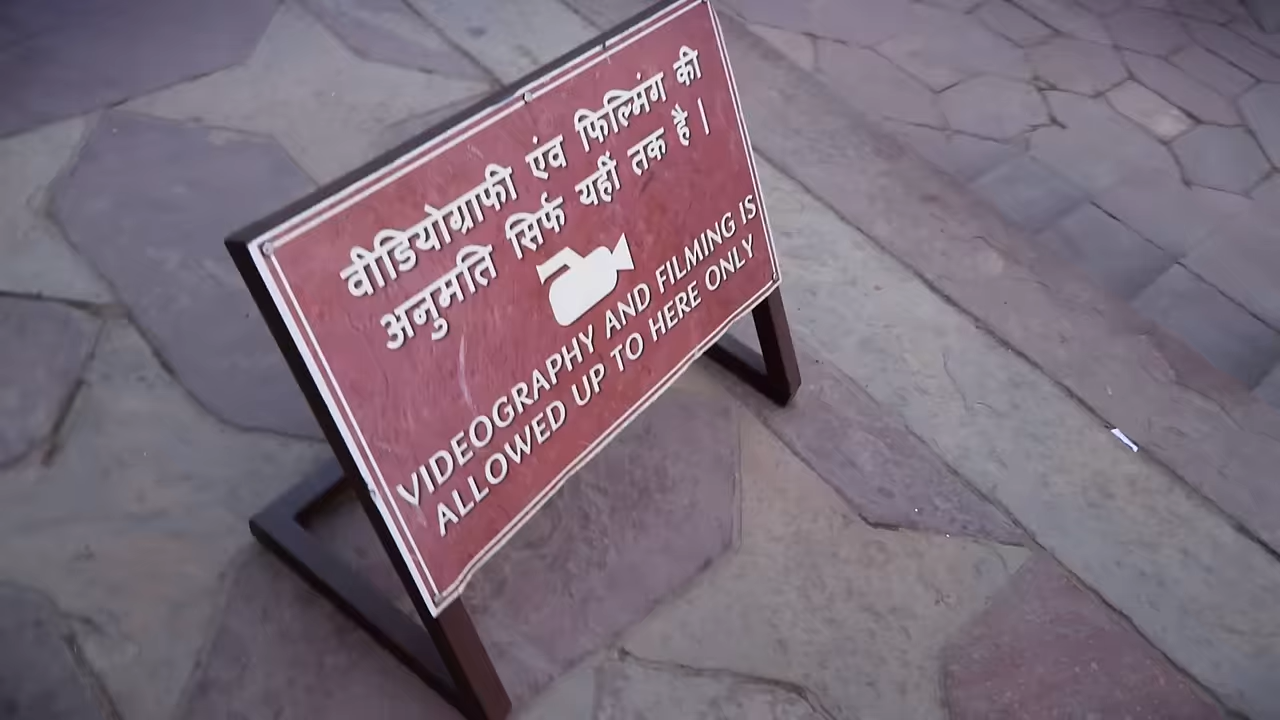 वीडियोग्राफी एंव फिल्मिंग की
अनुमति सिर्फ यहीं तक है।
VIDEOGRAPHY AND FILMING IS
ALLOWED UP TO HERE ONLY